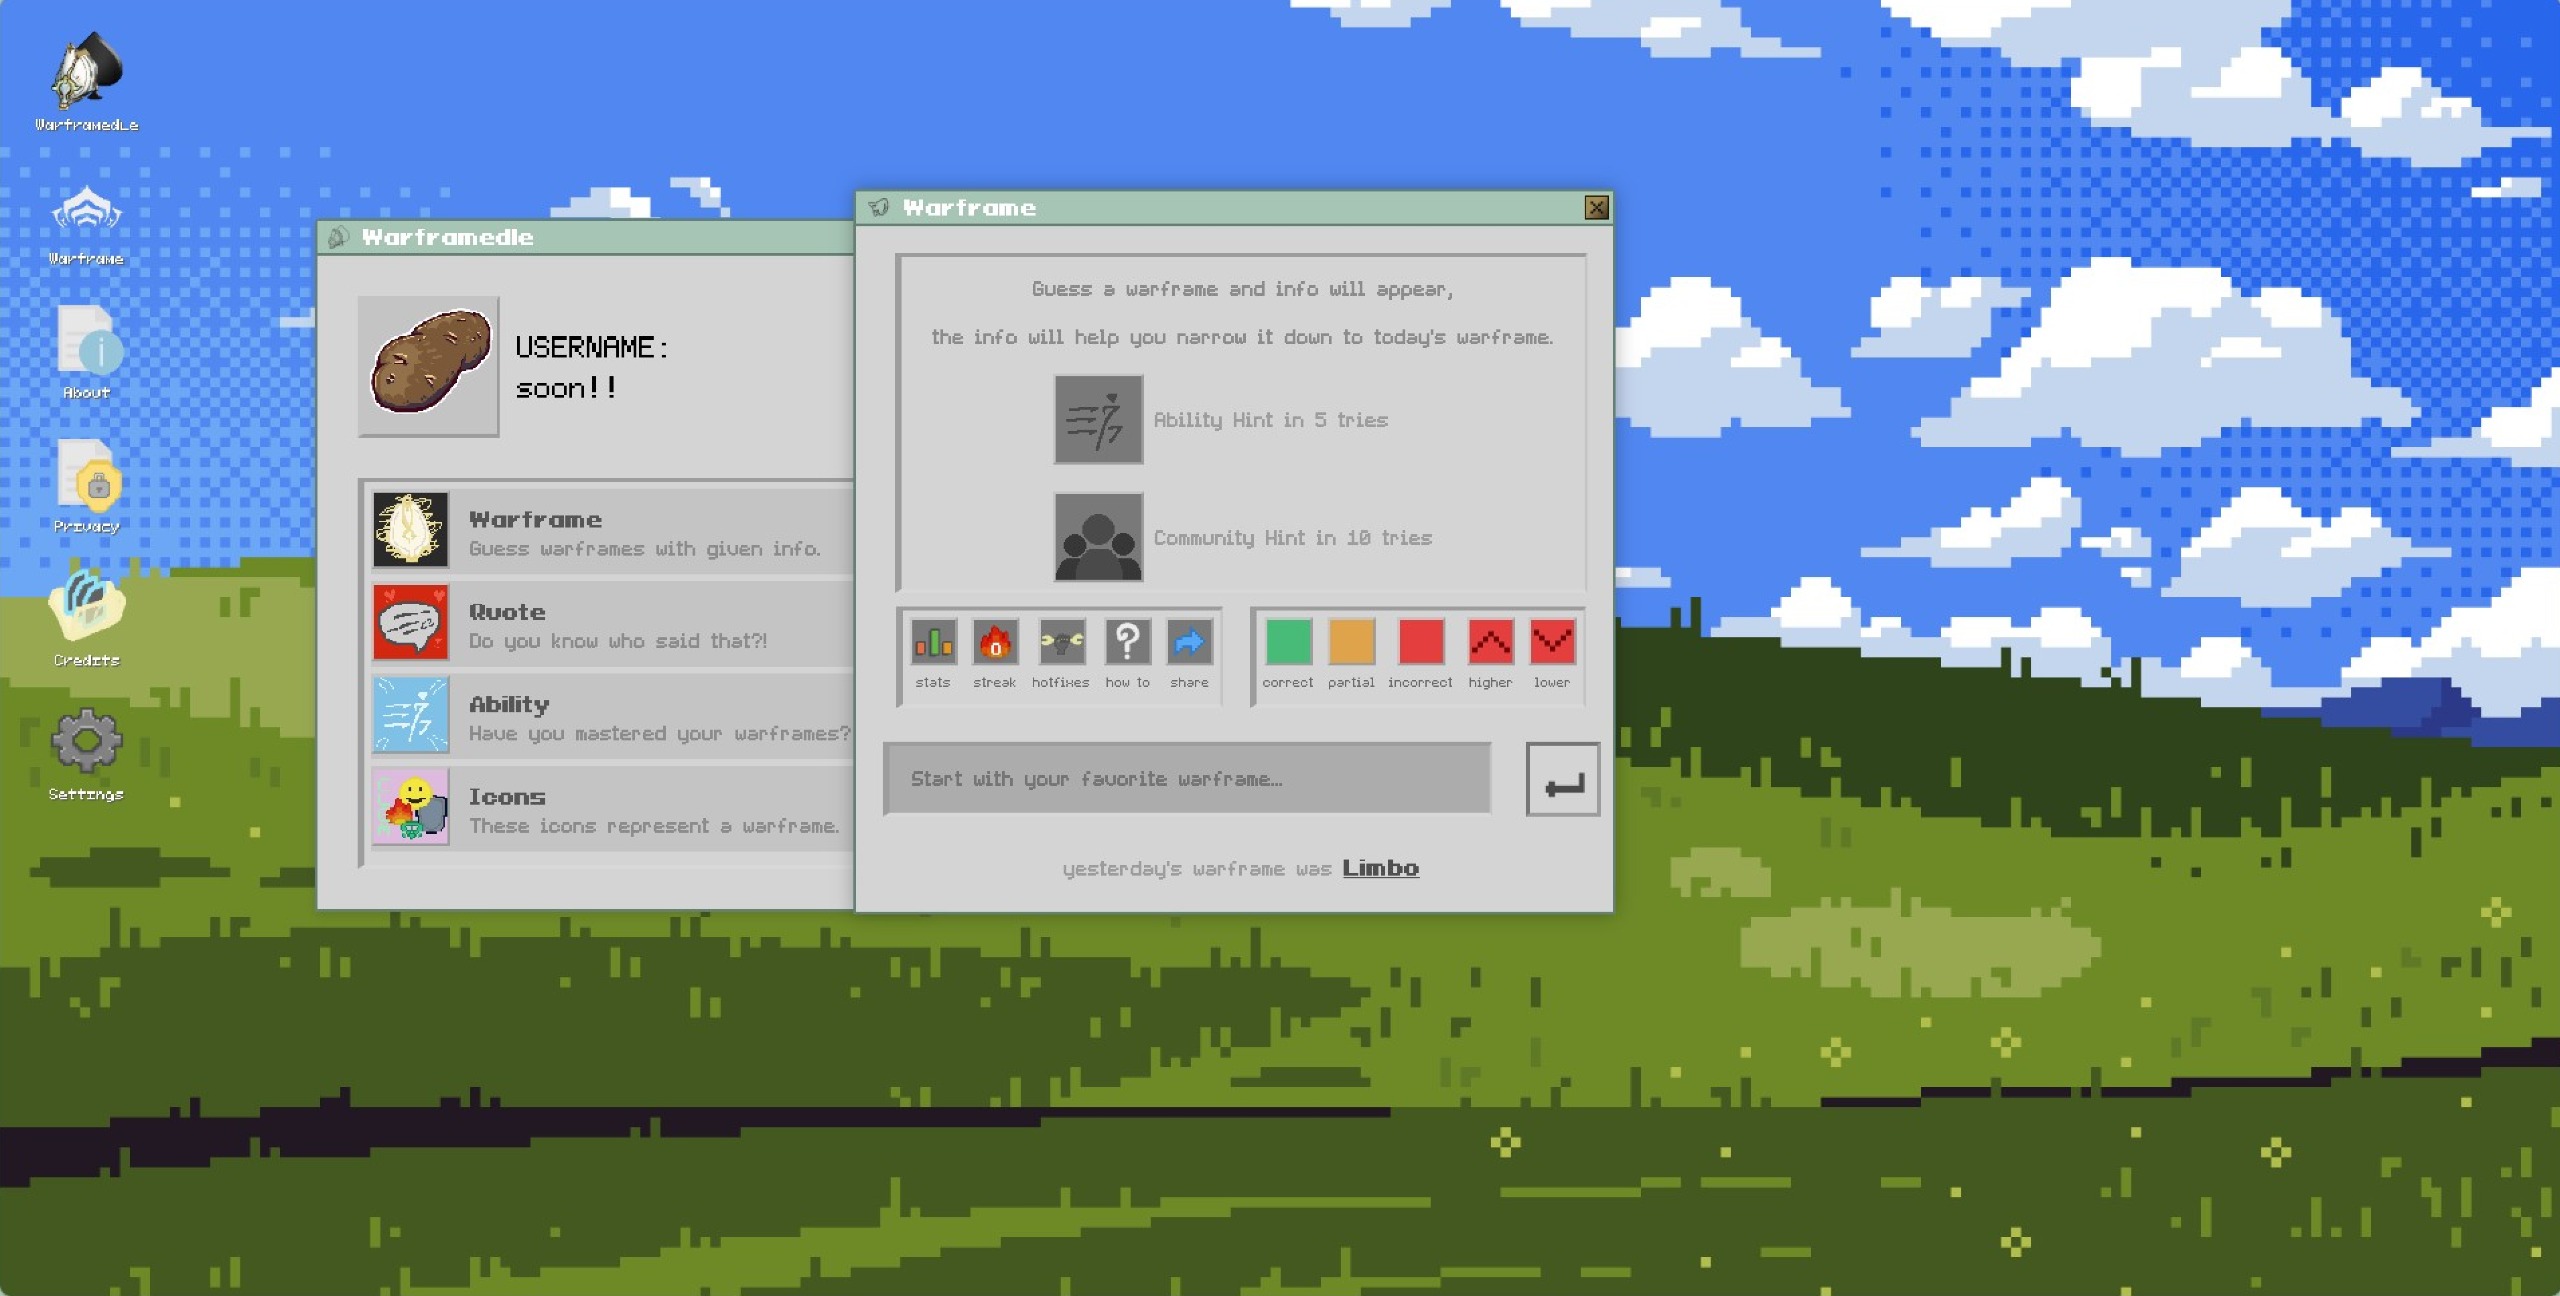 Warframedle
Warframe
About
Privacy
Credits
Settings
Warframedle
USERNAME:
soon!!
Warframe
Guess warframes with given info.
Quote
Do you know who said that?!
Ability
Have you mastered your warframes?
Icons
These icons represent a warframe.
Warframe
Guess a warframe and info will appear,
the info will help you narrow it down to today's warframe.
Ability Hint in 5 tries
Community Hint in 10 tries
0
stats streak hotfixes how to share
correct partial incorrect higher lower
Start with your favorite warframe...
yesterday's warframe was Limbo